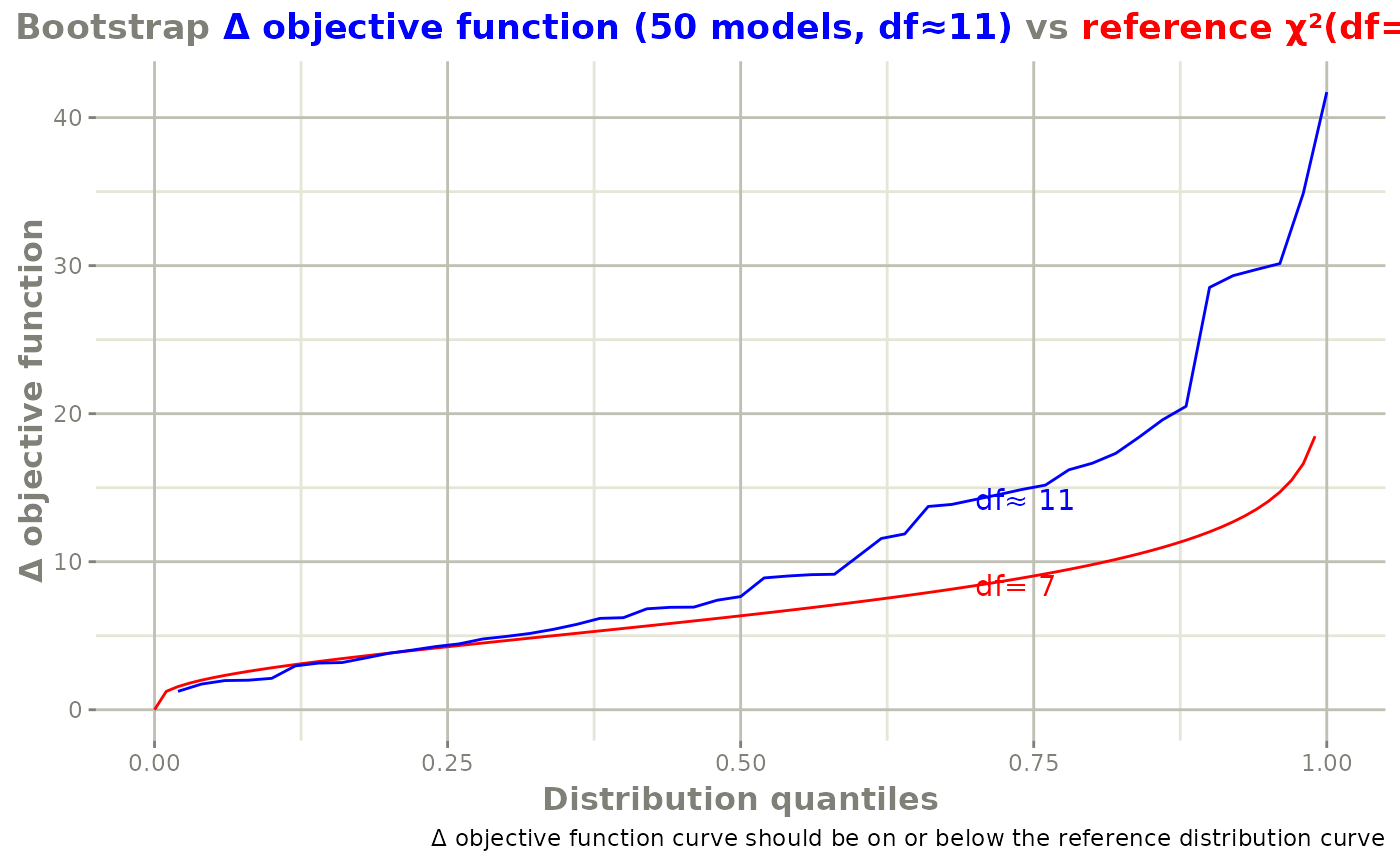 Bootstrap Δ objective function (50 models, df≈11) vs reference χ²(df=
Δ objective function
40
30
20
10
0
df≈ 11
df= 7
0.00 0.25 0.50 0.75 1.00
Distribution quantiles
Δ objective function curve should be on or below the reference distribution curve